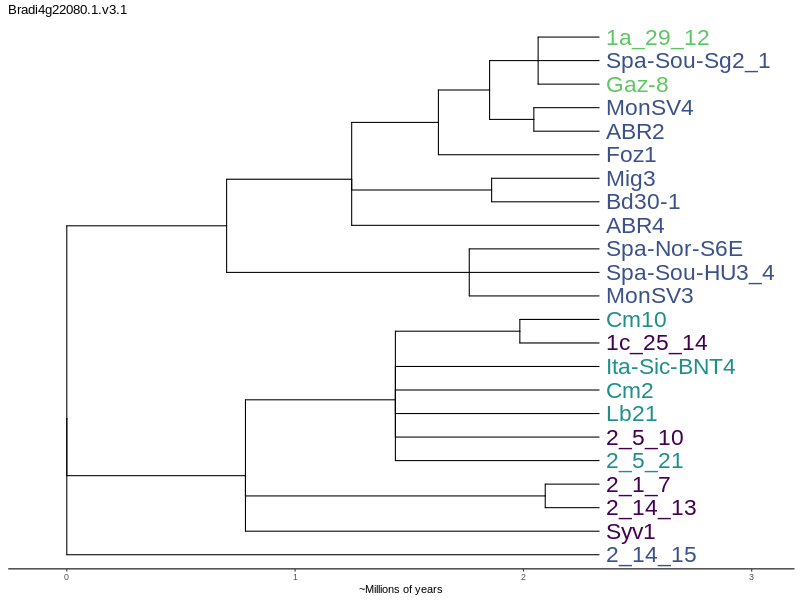 Bradi4g22080.1.v3.1
1a_29_12
Spa-Sou-Sg2_1
Gaz-8
MonSV4
ABR2
Foz1
Mig3
Bd30-1
ABR4
Spa-Nor-S6E
Spa-Sou-HU3_4
MonSV3
Cm10
1c_25_14
Ita-Sic-BNT4
Cm2
Lb21
2_5_10
2_5_21
2_1_7
2_14_13
Syv1
2_14_15
0 1 2 3
~Millions of years